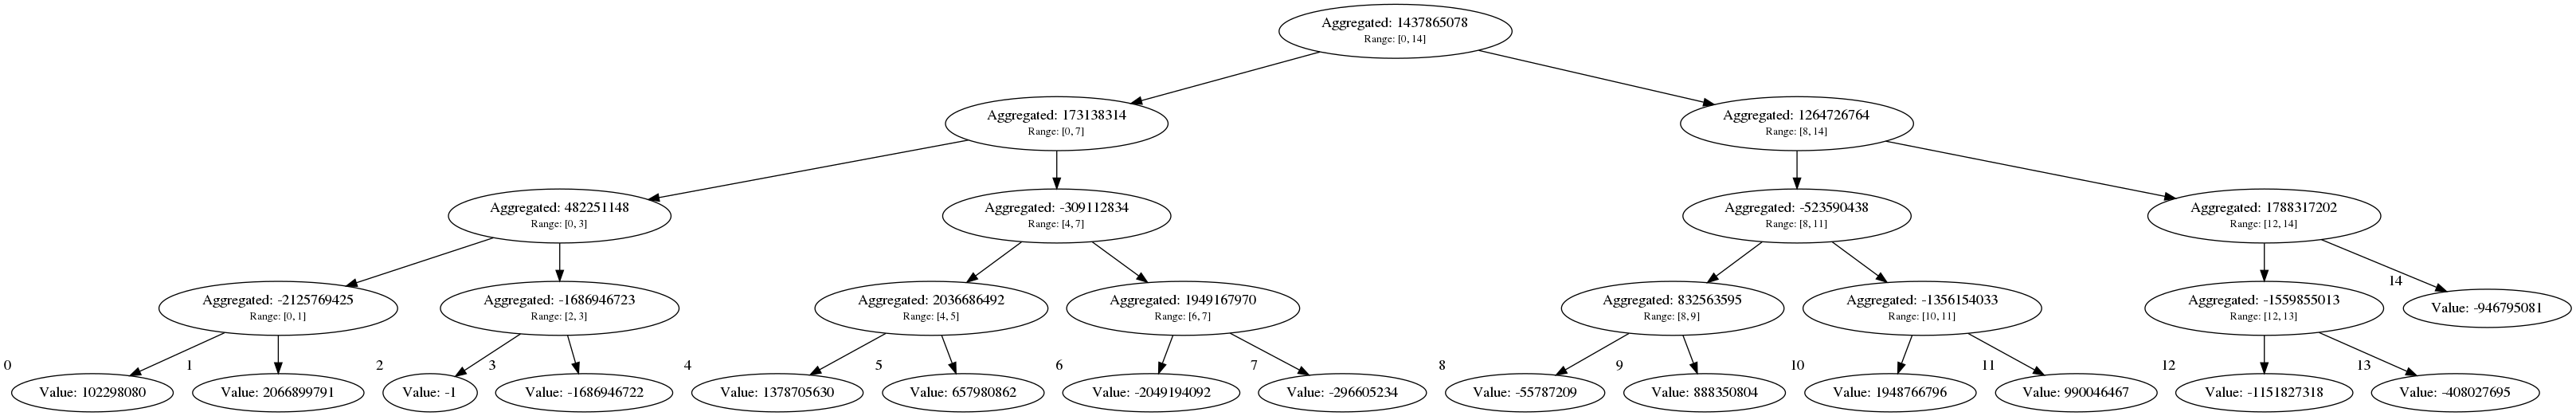 Aggregated: 1437865078
Range: [0, 14]
Aggregated: 173138314
Range: [0, 7]
Aggregated: 1264726764
Range: [8, 14]
Aggregated: 482251148
Range: [0, 3]
Aggregated: -309112834
Range: [4, 7]
Aggregated: -523590438
Range: [8, 11]
Aggregated: 1788317202
Range: [12, 14]
Aggregated: -2125769425
Range: [0, 1]
Aggregated: -1686946723
Range: [2, 3]
Aggregated: 2036686492
Range: [4, 5]
Aggregated: 1949167970
Range: [6, 7]
Aggregated: 832563595
Range: [8, 9]
Aggregated: -1356154033
Range: [10, 11]
Aggregated: -1559855013
Range: [12, 13]
14
Value: -946795081
0
Value: 102298080
1
Value: 2066899791
2
Value: -1
3
Value: -1686946722
4
Value: 1378705630
5
Value: 657980862
6
Value: -2049194092
7
Value: -296605234
8
Value: -55787209
9
Value: 888350804
10
Value: 1948766796
11
Value: 990046467
12
Value: -1151827318
13
Value: -408027695